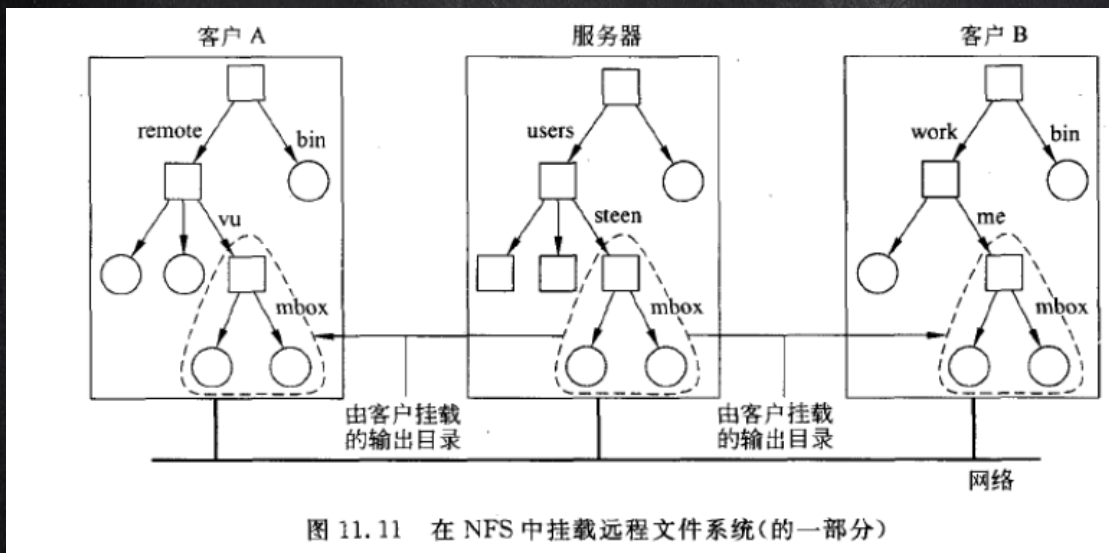 客户 A
服务器
客户 B
remote
bin
users
work
bin
vu
steen
me
mbox
mbox
mbox
由客户挂载
的输出目录
由客户挂载
的输出目录
网络
图 11.11 在 NFS 中挂载远程文件系统(的一部分)